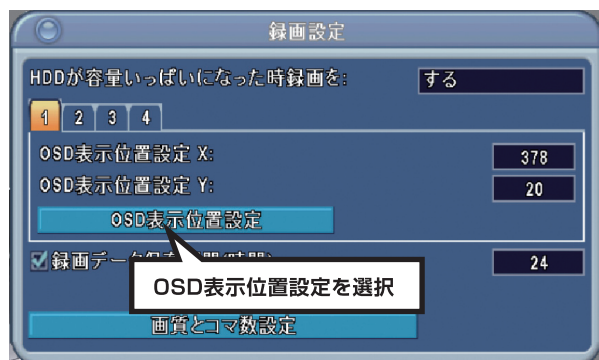 録画設定
HDDが容量いっぱいになった時録画を: する
1 2 3 4
OSD表示位置設定 X: 378
OSD表示位置設定 Y: 20
OSD表示位置設定
録画データ 24
OSD表示位置設定を選択
画質とコマ数設定